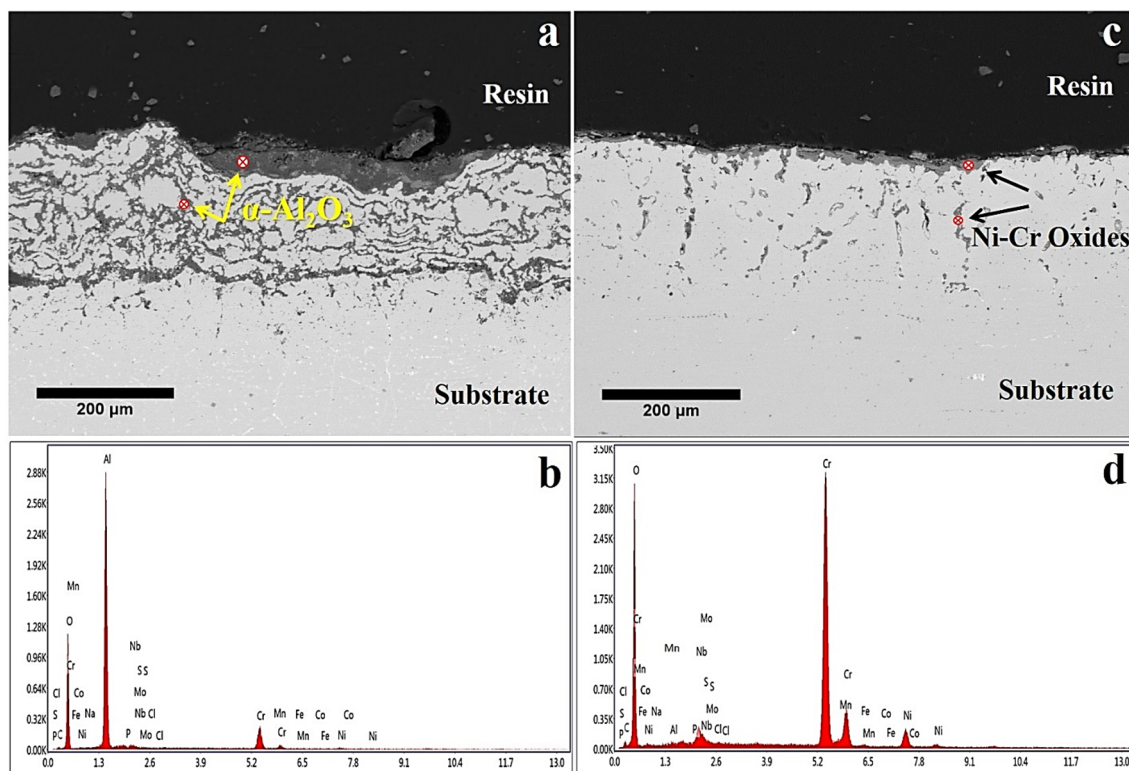 a
Resin
α-Al₂O₃
200 µm
Substrate
c
Resin
Ni-Cr Oxides
200 µm
Substrate
b
2.88K
2.56K
2.24K
1.92K
1.60K
1.28K
0.96K
0.64K
0.32K
0.00K
Al
Mn
O
Cr
Cl
Co
S
Fe
Na
P
C
Ni
Nb
S
S
Mo
Nb
Cl
P
Mo
Cl
Cr
Mn
Fe
Co
Co
Cr
Mn
Fe
Ni
Ni
0.0
1.3
2.6
3.9
5.2
6.5
7.8
9.1
10.4
11.7
13.0
d
3.50K
3.15K
2.80K
2.45K
2.10K
1.75K
1.40K
1.05K
0.70K
0.35K
0.00K
O
Cr
Mn
Cl
Co
S
Fe
Na
P
C
Ni
Mn
Al
Mo
Nb
S
S
Mo
P
Nb
Cl
Cl
Cr
Cr
Mn
Fe
Co
Ni
Mn
Fe
Co
Ni
0.0
1.3
2.6
3.9
5.2
6.5
7.8
9.1
10.4
11.7
13.0